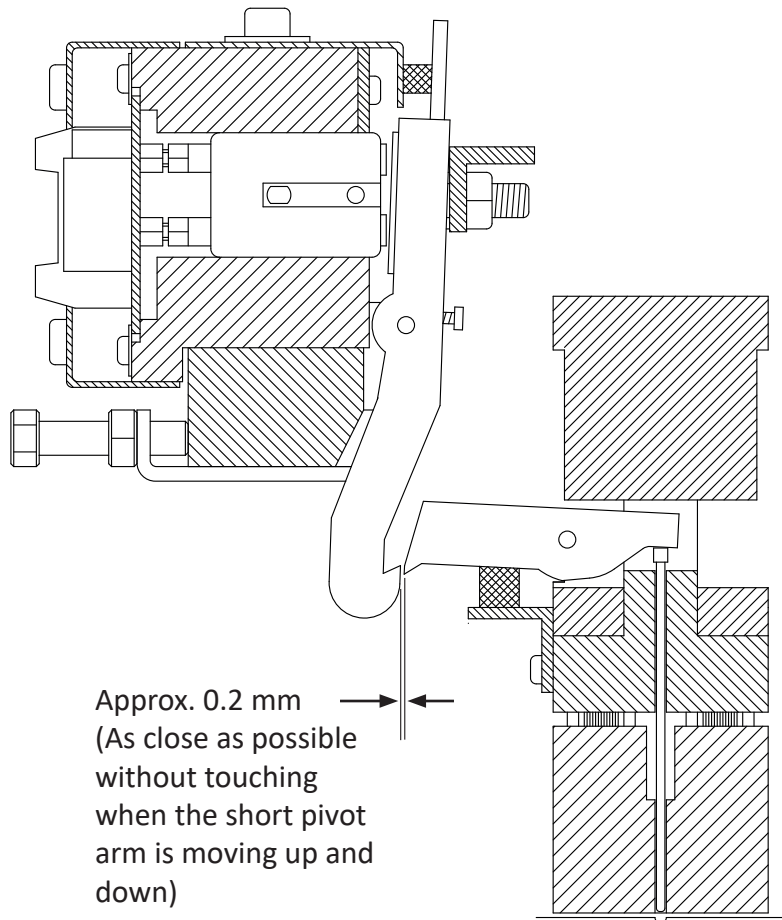 Approx. 0.2 mm
(As close as possible
without touching
when the short pivot
arm is moving up and
down)